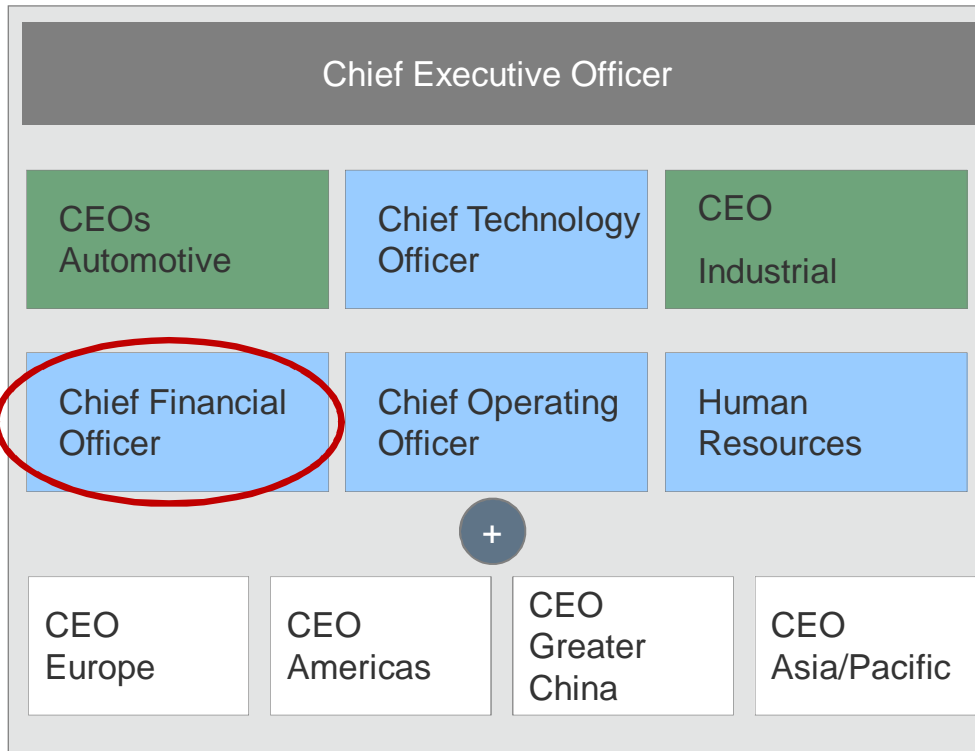 Chief Executive Officer
CEOs
Automotive
Chief Technology
Officer
CEO
Industrial
Chief Financial
Officer
Chief Operating
Officer
Human
Resources
+
CEO
Europe
CEO
Americas
CEO
Greater
China
CEO
Asia/Pacific